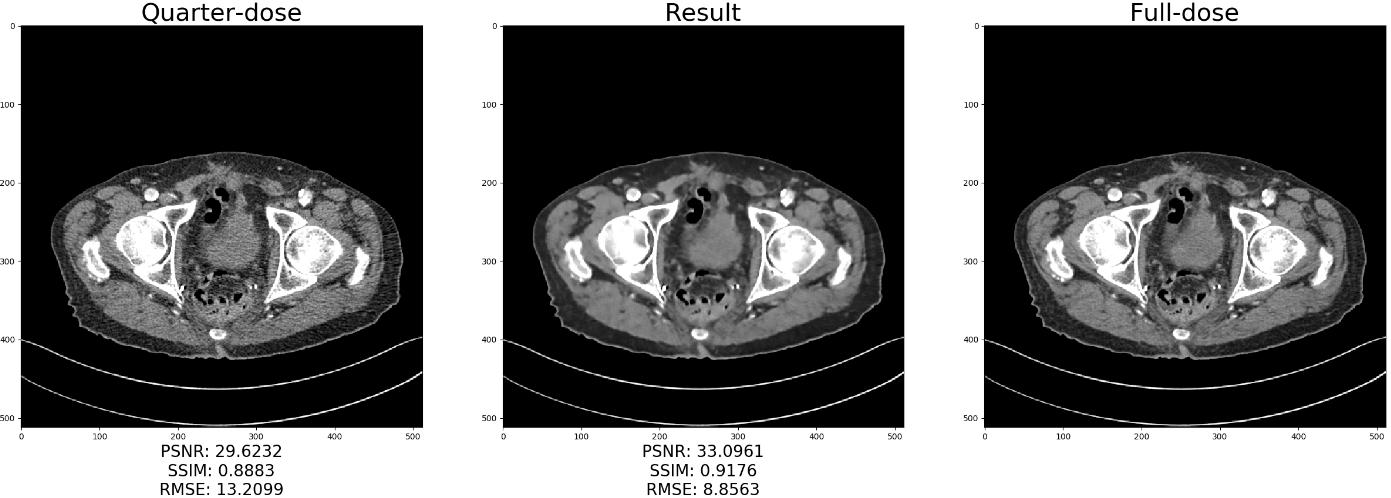 Quarter-dose
Result
Full-dose
0
100
200
300
400
500
0 100 200 300 400 500
0
100
200
300
400
500
0 100 200 300 400 500
0
100
200
300
400
500
0 100 200 300 400 500
PSNR: 29.6232
SSIM: 0.8883
RMSE: 13.2099
PSNR: 33.0961
SSIM: 0.9176
RMSE: 8.8563